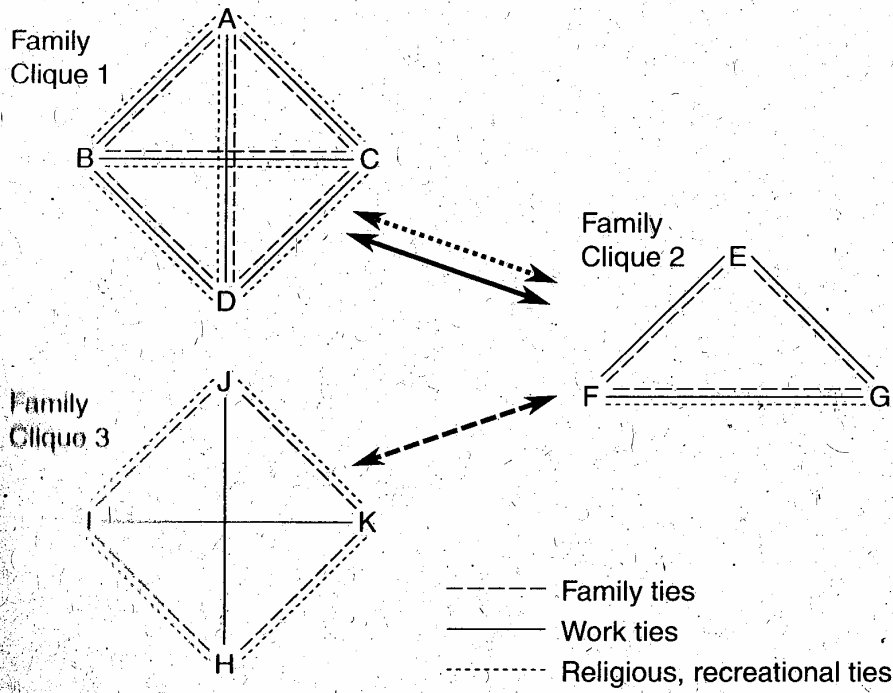 A
Family
Clique 1
B
C
D
Family
Clique 2
E
F
G
J
Family
Clique 3
I
K
H
Family ties
Work ties
Religious, recreational ties